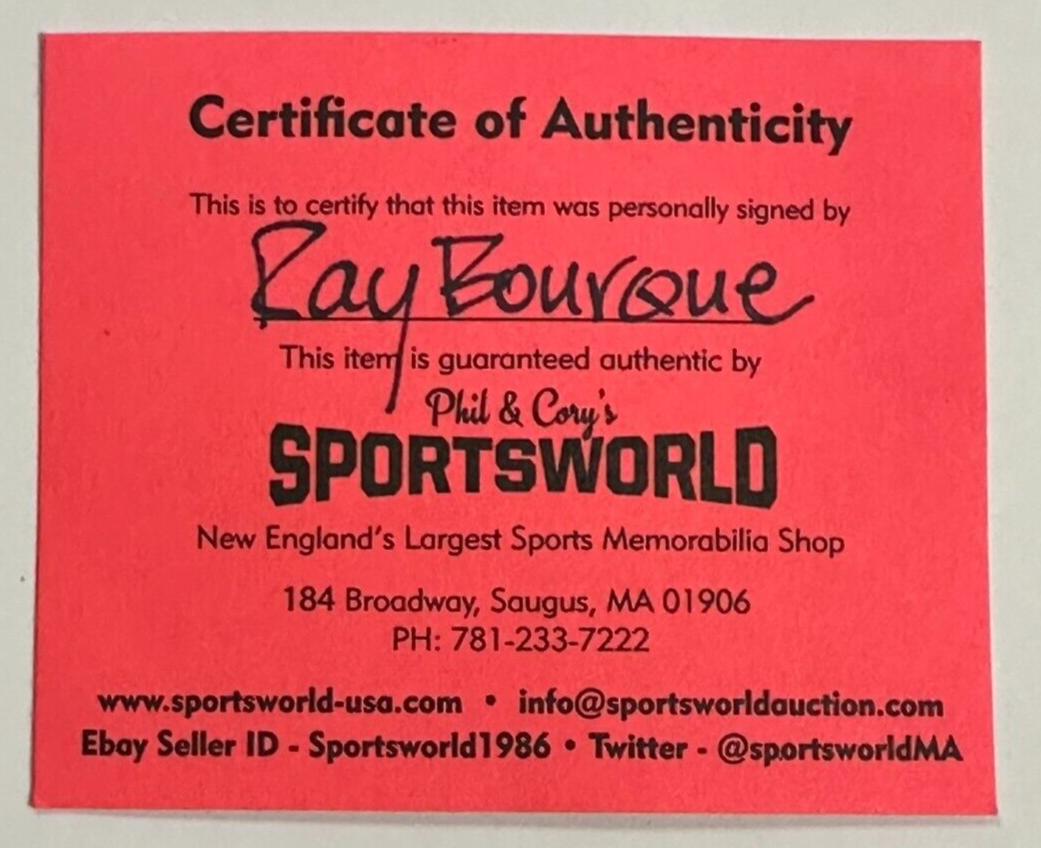 Certificate of Authenticity
This is to certify that this item was personally signed by
Ray Bourque
This item is guaranteed authentic by
Phil & Cory's
SPORTSWORLD
New England's Largest Sports Memorabilia Shop
184 Broadway, Saugus, MA 01906
PH: 781-233-7222
www.sportsworld-usa.com • info@sportsworldauction.com
Ebay Seller ID - Sportsworld1986 • Twitter - @sportsworldMA